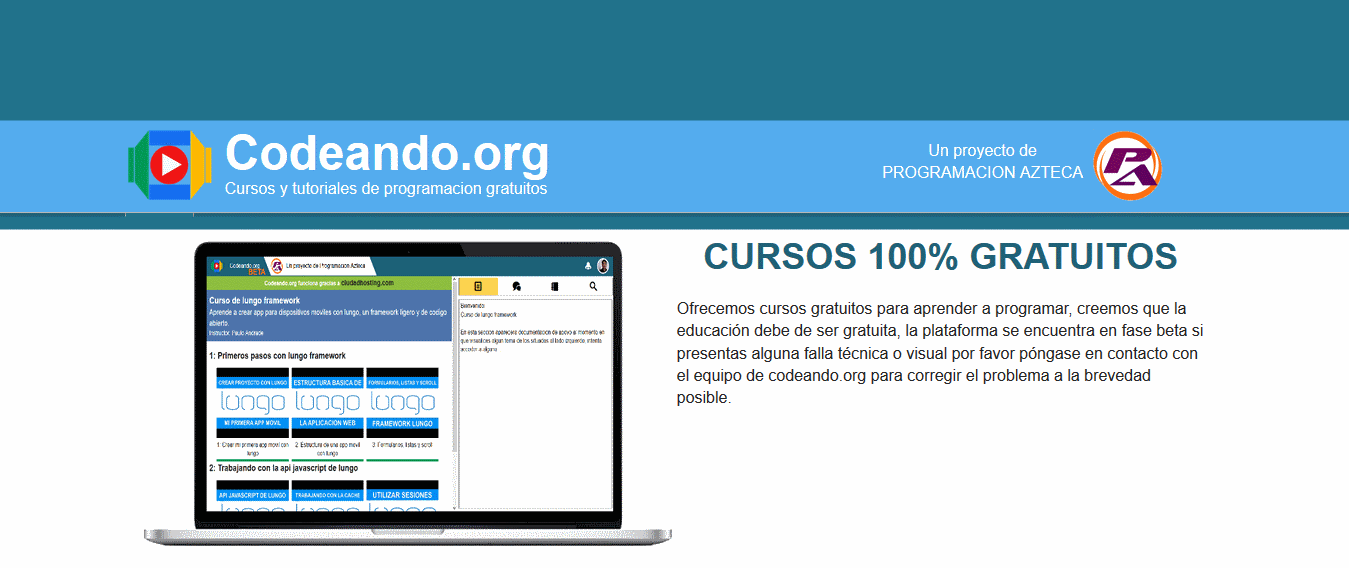 Codeando.org
Cursos y tutoriales de programacion gratuitos
Un proyecto de
PROGRAMACION AZTECA
PA
CURSOS 100% GRATUITOS
Ofrecemos cursos gratuitos para aprender a programar, creemos que la
educación debe de ser gratuita, la plataforma se encuentra en fase beta si
presentas alguna falla técnica o visual por favor póngase en contacto con
el equipo de codeando.org para corregir el problema a la brevedad
posible.
Codeando.org
BETA
Un proyecto de Programacion Azteca
Codeando.org funciona gracias a cludedhosting.com
Curso de lungo framework
Aprende a crear app para dispositivos moviles con lungo, un framework ligero y de codigo
abierto.
Instructor: Paulo Andrade
1: Primeros pasos con lungo framework
CREAR PROYECTO CON LUNGO
ESTRUCTURA BASICA DE
FORMULARIOS, LISTAS Y SCROLL
lungo
lungo
lungo
MI PRIMERA APP MOVIL
LA APLICACION WEB
FRAMEWORK LUNGO
1: Crear mi primera app movil con
lungo
2: Estructura de una app movil
con lungo
3: Formularios, listas y scroll
2: Trabajando con la api javascript de lungo
API JAVASCRIPT DE LUNGO
TRABAJANDO CON LA CACHE
UTILIZAR SESIONES
Bienvenido
Curso de lungo framework
En esta sección aparecera documentacion de apoyo al momento en
que visualices algun tema de los situados al lado izquierdo, intenta
acceder a alguno